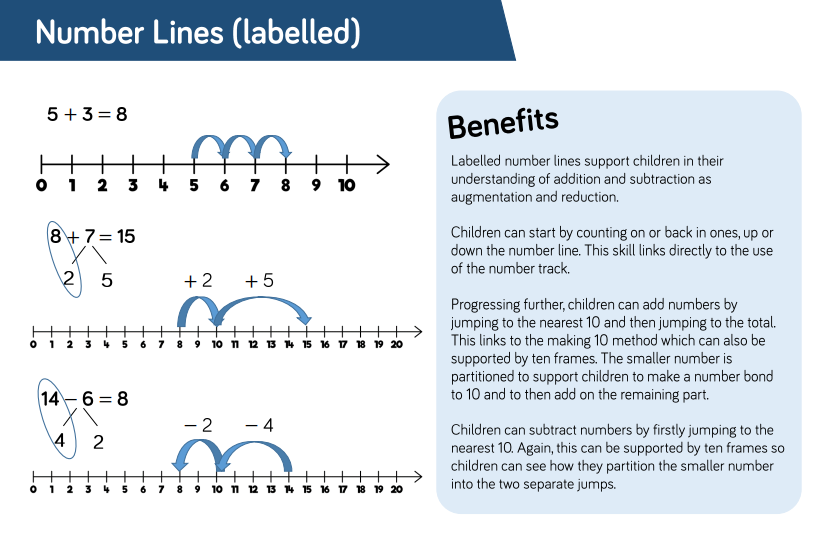 Number Lines (labelled)
5 + 3 = 8
0 1 2 3 4 5 6 7 8 9 10
8 + 7 = 15
2 5
+ 2 + 5
0 1 2 3 4 5 6 7 8 9 10 11 12 13 14 15 16 17 18 19 20
14 − 6 = 8
4 2
− 2 − 4
0 1 2 3 4 5 6 7 8 9 10 11 12 13 14 15 16 17 18 19 20
Benefits
Labelled number lines support children in their
understanding of addition and subtraction as
augmentation and reduction.
Children can start by counting on or back in ones, up or
down the number line. This skill links directly to the use
of the number track.
Progressing further, children can add numbers by
jumping to the nearest 10 and then jumping to the total.
This links to the making 10 method which can also be
supported by ten frames. The smaller number is
partitioned to support children to make a number bond
to 10 and to then add on the remaining part.
Children can subtract numbers by firstly jumping to the
nearest 10. Again, this can be supported by ten frames so
children can see how they partition the smaller number
into the two separate jumps.